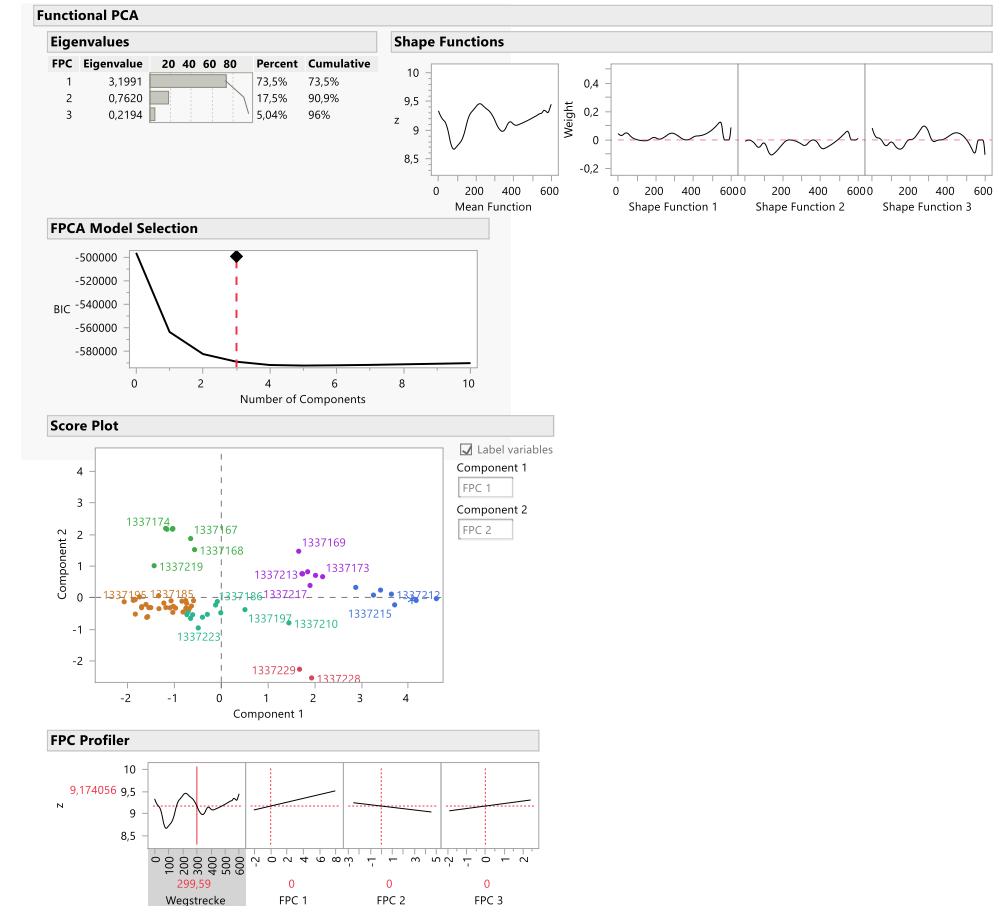 Functional PCA
Eigenvalues
FPC Eigenvalue 20 40 60 80 Percent Cumulative
1 3,1991 73,5% 73,5%
2 0,7620 17,5% 90,9%
3 0,2194 5,04% 96%
Shape Functions
10
9,5
9
8,5
z
0 200 400 600
Mean Function
0,4
0,2
0
-0,2
Weight
0 200 400 600
Shape Function 1
0 200 400 600
Shape Function 2
0 200 400 600
Shape Function 3
FPCA Model Selection
-500000
-520000
-540000
-560000
-580000
BIC
0 2 4 6 8 10
Number of Components
Score Plot
Label variables
Component 1
FPC 1
Component 2
FPC 2
4
3
2
1
0
-1
-2
Component 2
1337174
1337167
1337168
1337219
1337169
1337213
1337173
1337217
1337195
1337185
1337186
1337212
1337215
1337197
1337210
1337223
1337229
1337228
-2 -1 0 1 2 3 4
Component 1
FPC Profiler
z
9,174056
10
9,5
9
8,5
0 100 200 300 400 500 600
299,59
Wegstrecke
-2 0 2 4 6 8
0
FPC 1
-3 -1 1 3 5
0
FPC 2
-2 -1 0 1 2
0
FPC 3